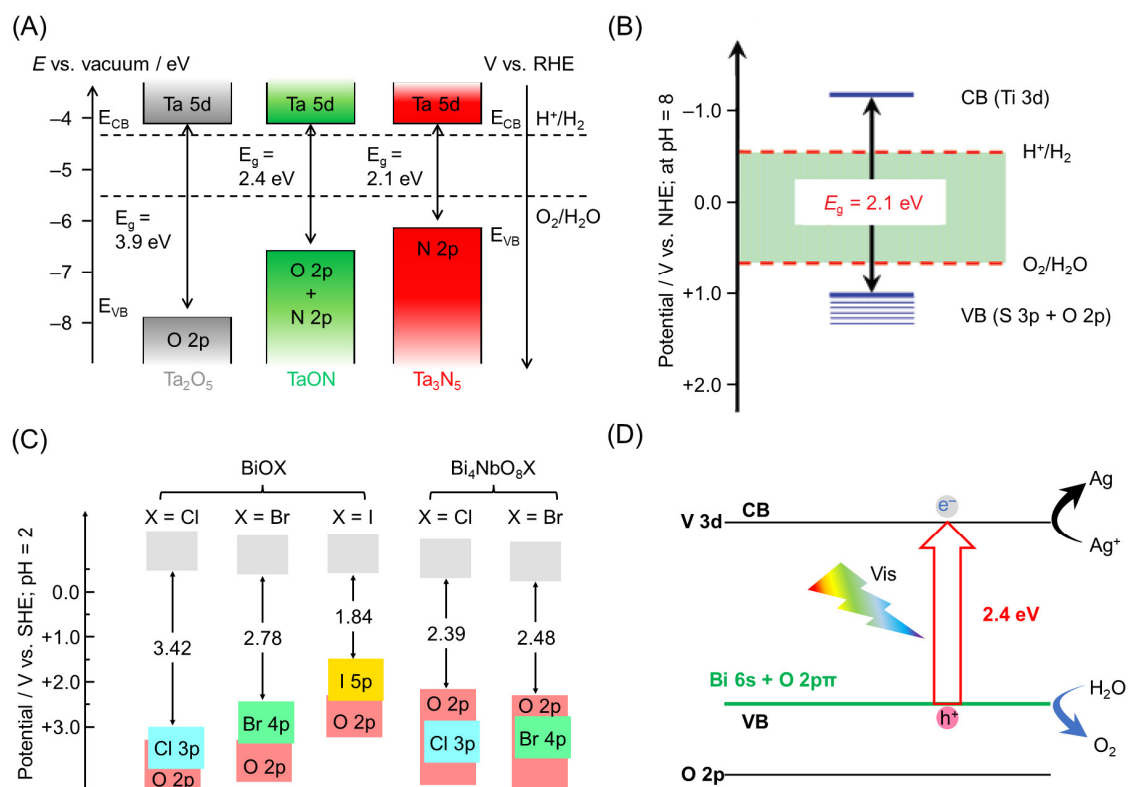 (A)
E vs. vacuum / eV
V vs. RHE
Ta 5d
Ta 5d
Ta 5d
–4
–5
–6
–7
–8
E_CB
E_CB
H⁺/H₂
E_g =
3.9 eV
E_g =
2.4 eV
E_g =
2.1 eV
O₂/H₂O
E_VB
E_VB
O 2p
O 2p
+
N 2p
N 2p
Ta₂O₅
TaON
Ta₃N₅
(B)
Potential / V vs. NHE; at pH = 8
–1.0
0.0
+1.0
+2.0
CB (Ti 3d)
H⁺/H₂
E_g = 2.1 eV
O₂/H₂O
VB (S 3p + O 2p)
(C)
BiOX
Bi₄NbO₈X
X = Cl
X = Br
X = I
X = Cl
X = Br
Potential / V vs. SHE; pH = 2
0.0
+1.0
+2.0
+3.0
3.42
2.78
1.84
2.39
2.48
Cl 3p
O 2p
Br 4p
O 2p
I 5p
O 2p
O 2p
Cl 3p
O 2p
Br 4p
(D)
V 3d
CB
e⁻
Ag
Ag⁺
Vis
2.4 eV
Bi 6s + O 2pπ
VB
h⁺
H₂O
O₂
O 2p